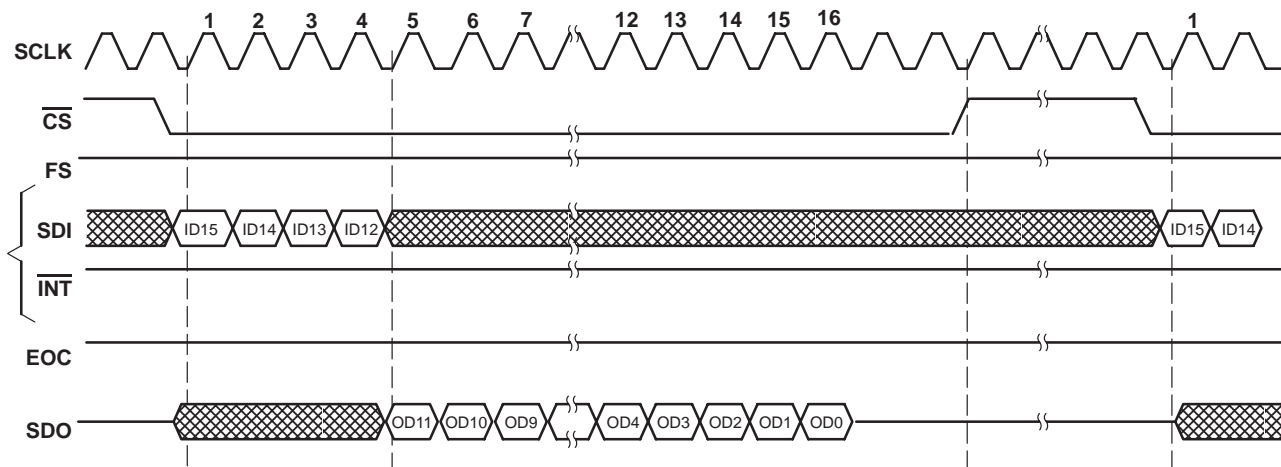 1 2 3 4 5 6 7 12 13 14 15 16 1
SCLK
CS
FS
SDI ID15 ID14 ID13 ID12 ID15 ID14
INT
EOC
SDO OD11 OD10 OD9 OD4 OD3 OD2 OD1 OD0